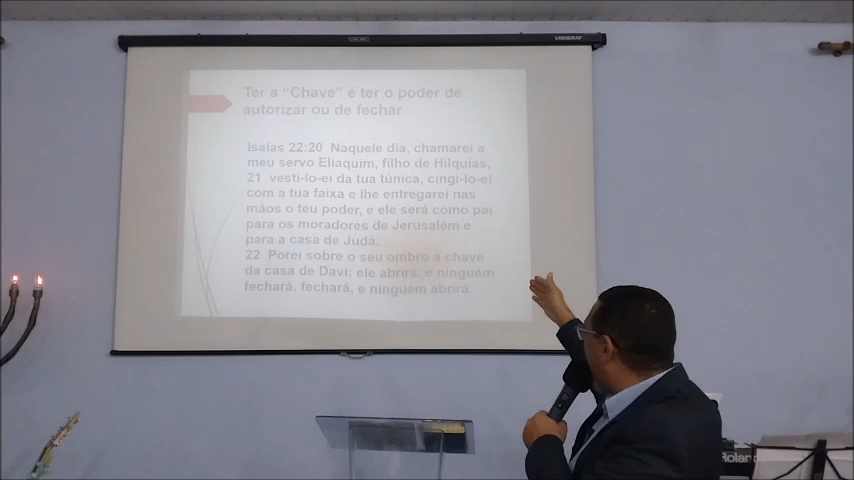 VISOGRAF
Ter a “Chave” é ter o poder de
autorizar ou de fechar
Isaías 22:20 Naquele dia, chamarei a
meu servo Eliaquim, filho de Hilquias,
21 vesti-lo-ei da tua túnica, cingi-lo-ei
com a tua faixa e lhe entregarei nas
mãos o teu poder, e ele será como pai
para os moradores de Jerusalém e
para a casa de Judá.
22 Porei sobre o seu ombro a chave
da casa de Davi; ele abrirá, e ninguém
fechará, fechará, e ninguém abrirá.
Roland